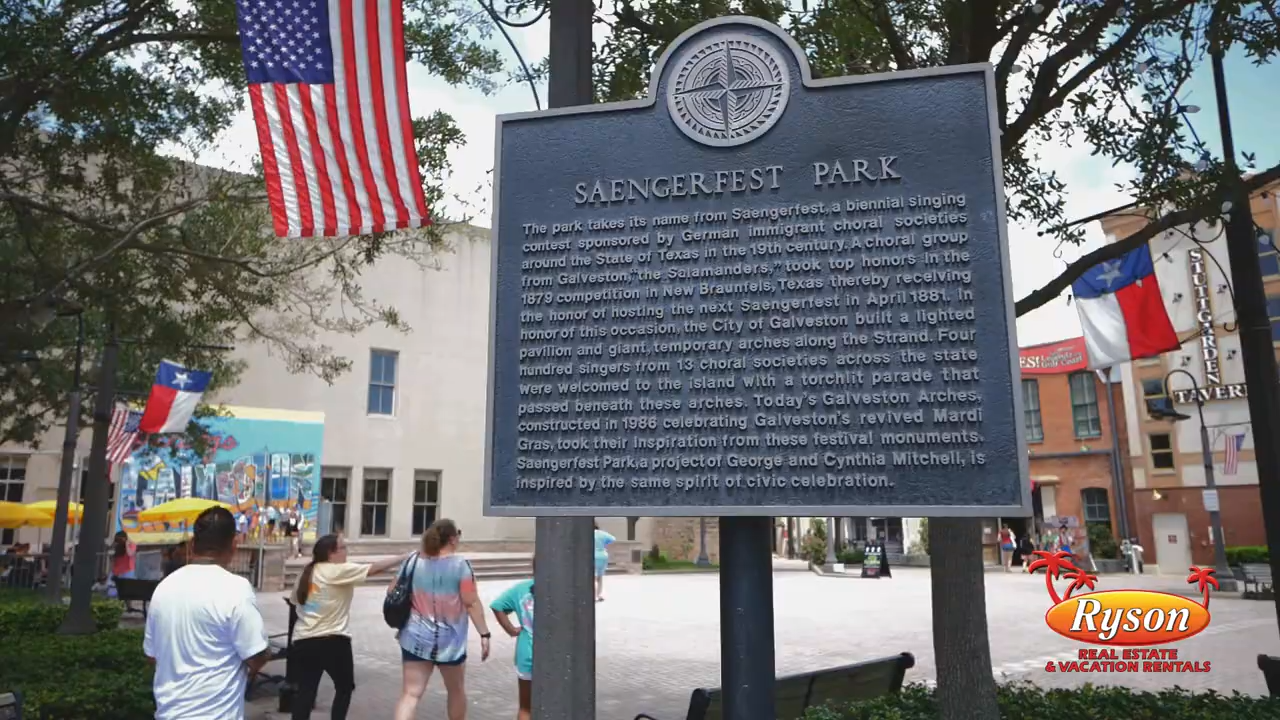 SAENGERFEST PARK
The park takes its name from Saengerfest, a biennial singing
contest sponsored by German immigrant choral societies
around the State of Texas in the 19th century. A choral group
from Galveston, "the Salamanders," took top honors in the
1879 competition in New Braunfels, Texas thereby receiving
the honor of hosting the next Saengerfest in April 1881. In
honor of this occasion, the City of Galveston built a lighted
pavilion and giant, temporary arches along the Strand. Four
hundred singers from 13 choral societies across the state
were welcomed to the island with a torchlit parade that
passed beneath these arches. Today's Galveston Arches,
constructed in 1986 celebrating Galveston's revived Mardi
Gras, took their inspiration from these festival monuments.
Saengerfest Park, a project of George and Cynthia Mitchell, is
inspired by the same spirit of civic celebration.
STUTTGARDEN
TAVERN
Ryson
REAL ESTATE
& VACATION RENTALS